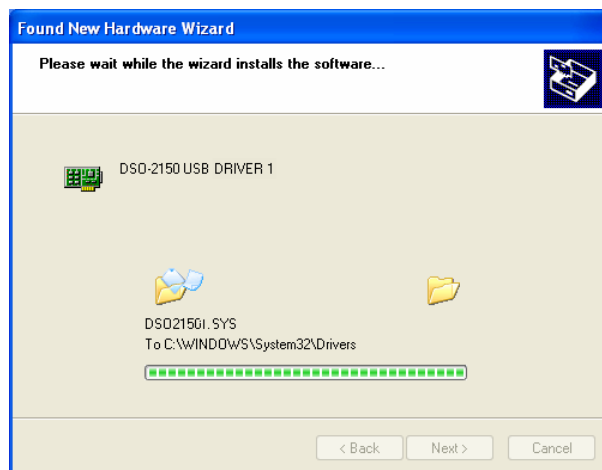 Found New Hardware Wizard
Please wait while the wizard installs the software...
DSO-2150 USB DRIVER 1
DSO2150I.SYS
To C:\WINDOWS\System32\Drivers
< Back Next > Cancel